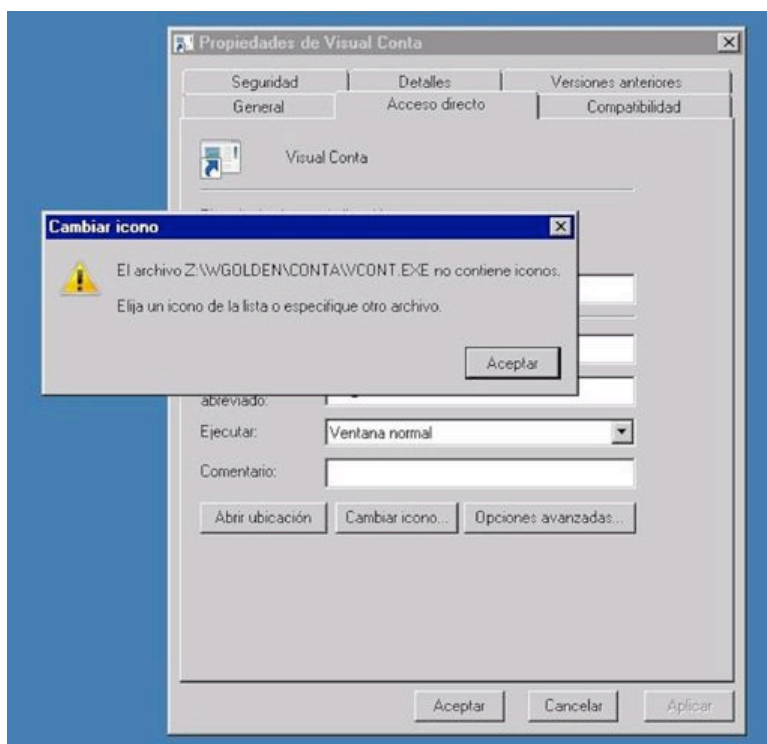 Propiedades de Visual Conta
Seguridad
Detalles
Versiones anteriores
General
Acceso directo
Compatibilidad
Visual Conta
Cambiar icono
El archivo Z:\WGOLDEN\CONTA\VCONT.EXE no contiene iconos.
Elija un icono de la lista o especifique otro archivo.
Aceptar
abreviado:
Ejecutar:
Ventana normal
Comentario:
Abrir ubicación
Cambiar icono...
Opciones avanzadas...
Aceptar
Cancelar
Aplicar